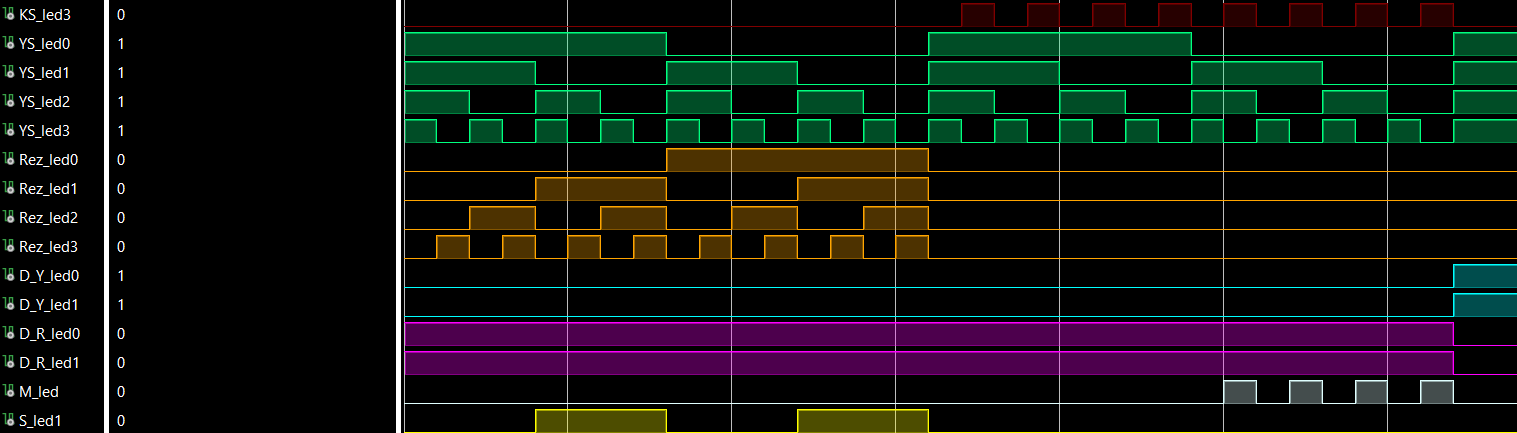 KS_led3 0
YS_led0 1
YS_led1 1
YS_led2 1
YS_led3 1
Rez_led0 0
Rez_led1 0
Rez_led2 0
Rez_led3 0
D_Y_led0 1
D_Y_led1 1
D_R_led0 0
D_R_led1 0
M_led 0
S_led1 0